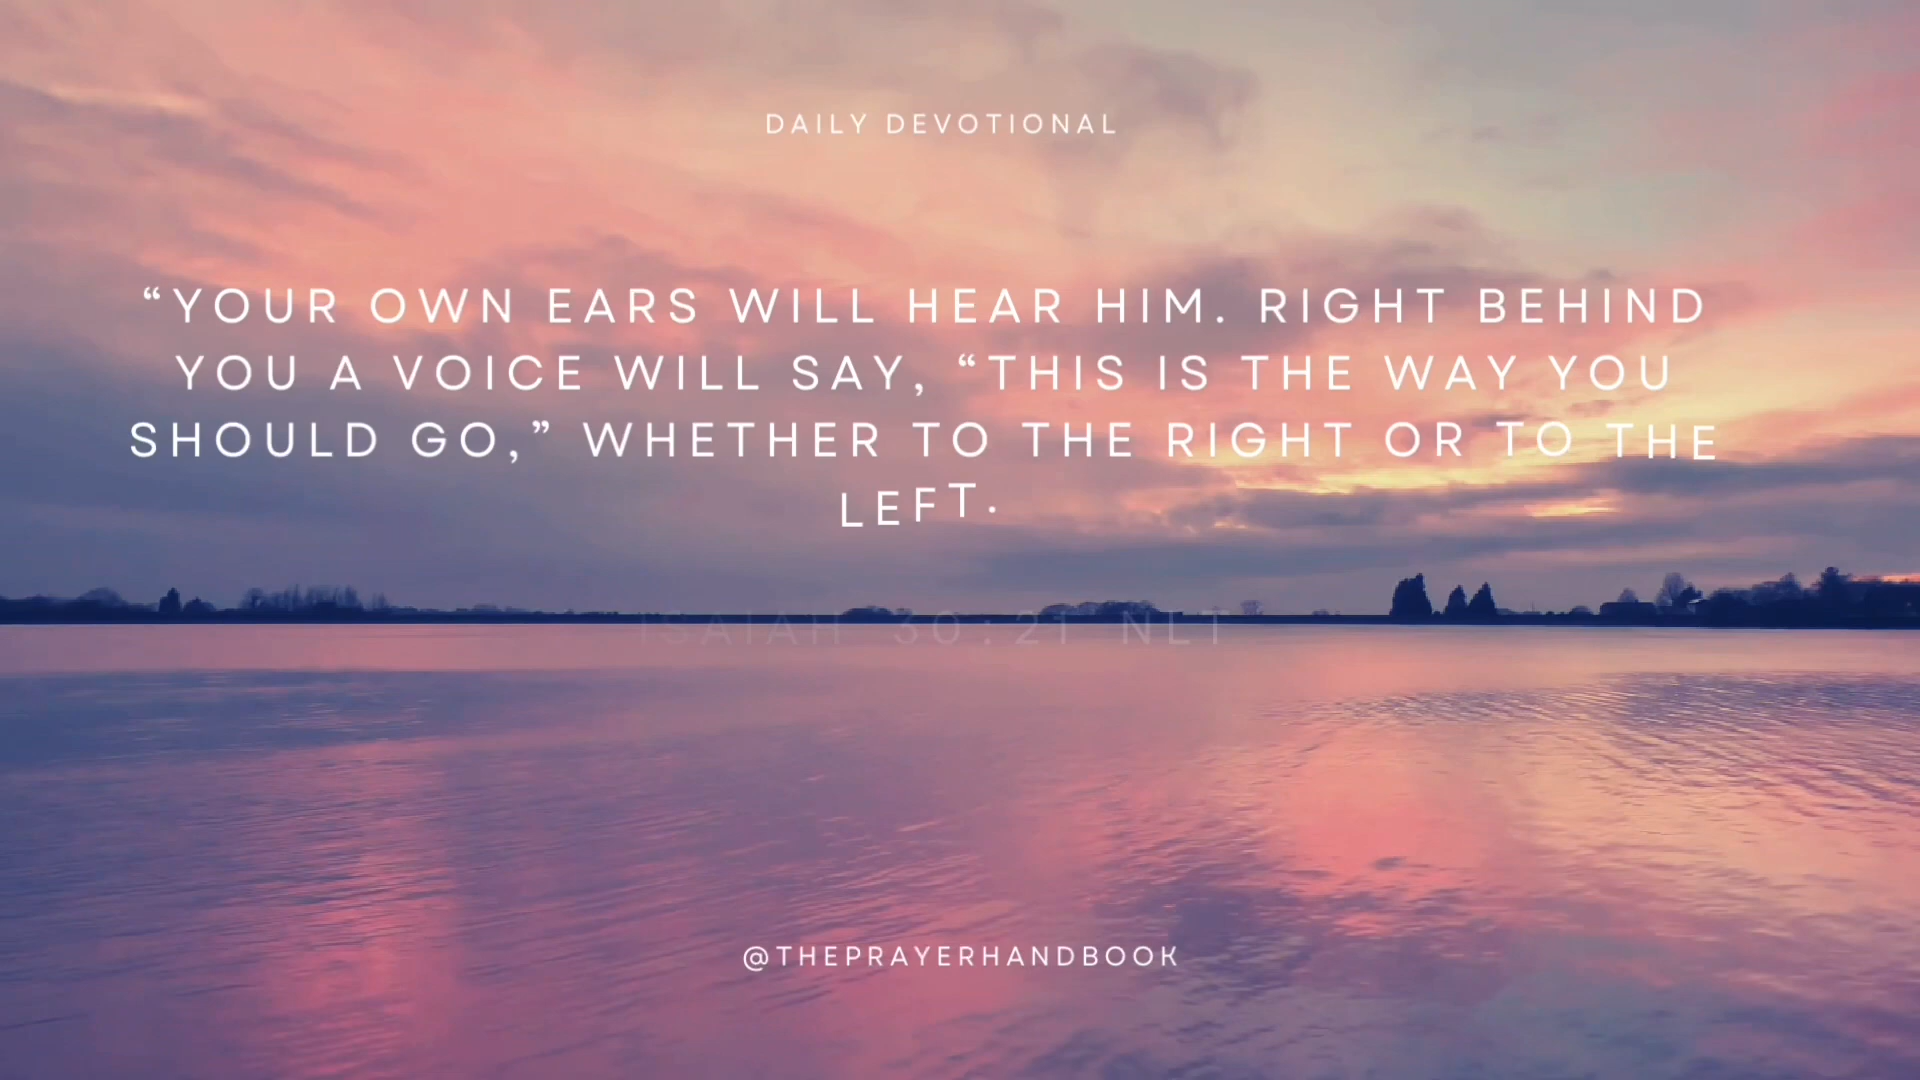 DAILY DEVOTIONAL
“YOUR OWN EARS WILL HEAR HIM. RIGHT BEHIND
YOU A VOICE WILL SAY, “THIS IS THE WAY YOU
SHOULD GO,” WHETHER TO THE RIGHT OR TO THE
LEFT.
ISAIAH 30:21 NLT
@THEPRAYERHANDBOOK